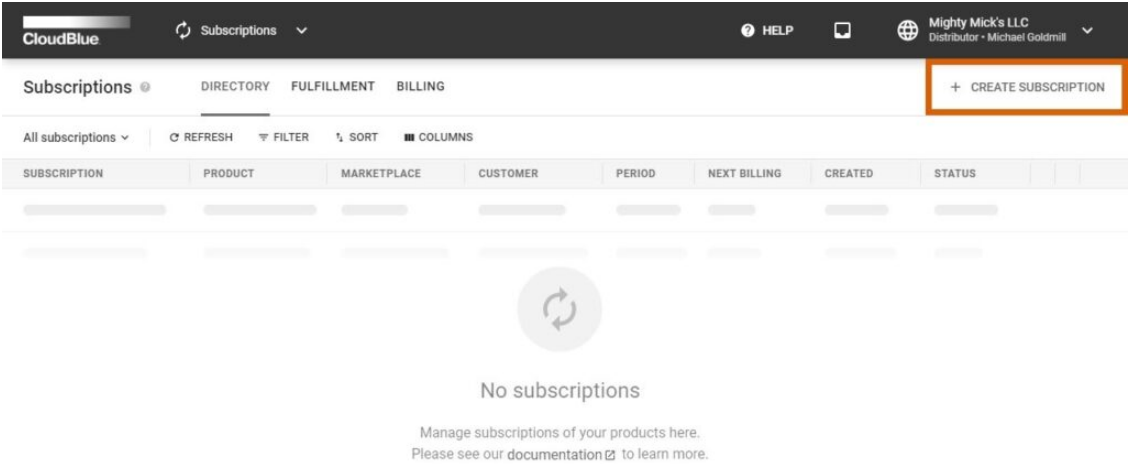 CloudBlue Subscriptions HELP Mighty Mick's LLC
Distributor • Michael Goldmill
Subscriptions DIRECTORY FULFILLMENT BILLING + CREATE SUBSCRIPTION
All subscriptions REFRESH FILTER SORT COLUMNS
SUBSCRIPTION PRODUCT MARKETPLACE CUSTOMER PERIOD NEXT BILLING CREATED STATUS
No subscriptions
Manage subscriptions of your products here.
Please see our documentation to learn more.